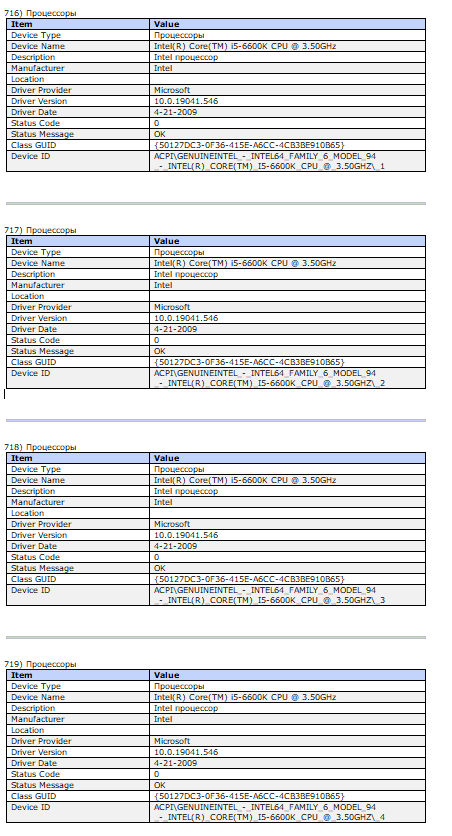 716) Процессоры
Item Value
Device Type Процессоры
Device Name Intel(R) Core(TM) i5-6600K CPU @ 3.50GHz
Description Intel процессор
Manufacturer Intel
Location
Driver Provider Microsoft
Driver Version 10.0.19041.546
Driver Date 4-21-2009
Status Code 0
Status Message OK
Class GUID {50127DC3-0F36-415E-A6CC-4CB3BE910B65}
Device ID ACPI\GENUINEINTEL_-_INTEL64_FAMILY_6_MODEL_94
_-_INTEL(R)_CORE(TM)_I5-6600K_CPU_@_3.50GHZ\_1
717) Процессоры
Item Value
Device Type Процессоры
Device Name Intel(R) Core(TM) i5-6600K CPU @ 3.50GHz
Description Intel процессор
Manufacturer Intel
Location
Driver Provider Microsoft
Driver Version 10.0.19041.546
Driver Date 4-21-2009
Status Code 0
Status Message OK
Class GUID {50127DC3-0F36-415E-A6CC-4CB3BE910B65}
Device ID ACPI\GENUINEINTEL_-_INTEL64_FAMILY_6_MODEL_94
_-_INTEL(R)_CORE(TM)_I5-6600K_CPU_@_3.50GHZ\_2
718) Процессоры
Item Value
Device Type Процессоры
Device Name Intel(R) Core(TM) i5-6600K CPU @ 3.50GHz
Description Intel процессор
Manufacturer Intel
Location
Driver Provider Microsoft
Driver Version 10.0.19041.546
Driver Date 4-21-2009
Status Code 0
Status Message OK
Class GUID {50127DC3-0F36-415E-A6CC-4CB3BE910B65}
Device ID ACPI\GENUINEINTEL_-_INTEL64_FAMILY_6_MODEL_94
_-_INTEL(R)_CORE(TM)_I5-6600K_CPU_@_3.50GHZ\_3
719) Процессоры
Item Value
Device Type Процессоры
Device Name Intel(R) Core(TM) i5-6600K CPU @ 3.50GHz
Description Intel процессор
Manufacturer Intel
Location
Driver Provider Microsoft
Driver Version 10.0.19041.546
Driver Date 4-21-2009
Status Code 0
Status Message OK
Class GUID {50127DC3-0F36-415E-A6CC-4CB3BE910B65}
Device ID ACPI\GENUINEINTEL_-_INTEL64_FAMILY_6_MODEL_94
_-_INTEL(R)_CORE(TM)_I5-6600K_CPU_@_3.50GHZ\_4